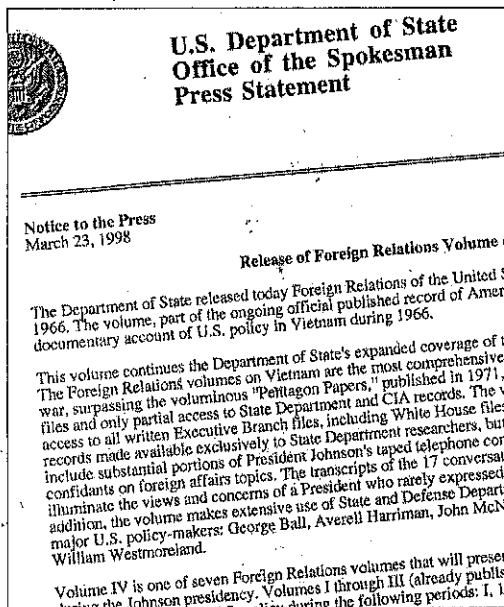 U.S. Department of State
Office of the Spokesman
Press Statement
Notice to the Press
March 23, 1998
Release of Foreign Relations Volume
The Department of State released today Foreign Relations of the United
1966. The volume, part of the ongoing official published record of
documentary account of U.S. policy in Vietnam during 1966.
This volume continues the Department of State's expanded coverage of
The Foreign Relations volumes on Vietnam are the most comprehensive
war, surpassing the voluminous "Pentagon Papers," published in 1971,
files and only partial access to State Department and CIA records. The
access to all written Executive Branch files, including White House files
records made available exclusively to State Department researchers, but
include substantial portions of President Johnson's taped telephone
confidants on foreign affairs topics. The transcripts of the 17
illuminate the views and concerns of a President who rarely expressed
addition, the volume makes extensive use of State and Defense
major U.S. policy-makers: George Ball, Averell Harriman, John
William Westmoreland.
Volume IV is one of seven Foreign Relations volumes that will
during the Johnson presidency. Volumes I through III (already
during the following periods: I,